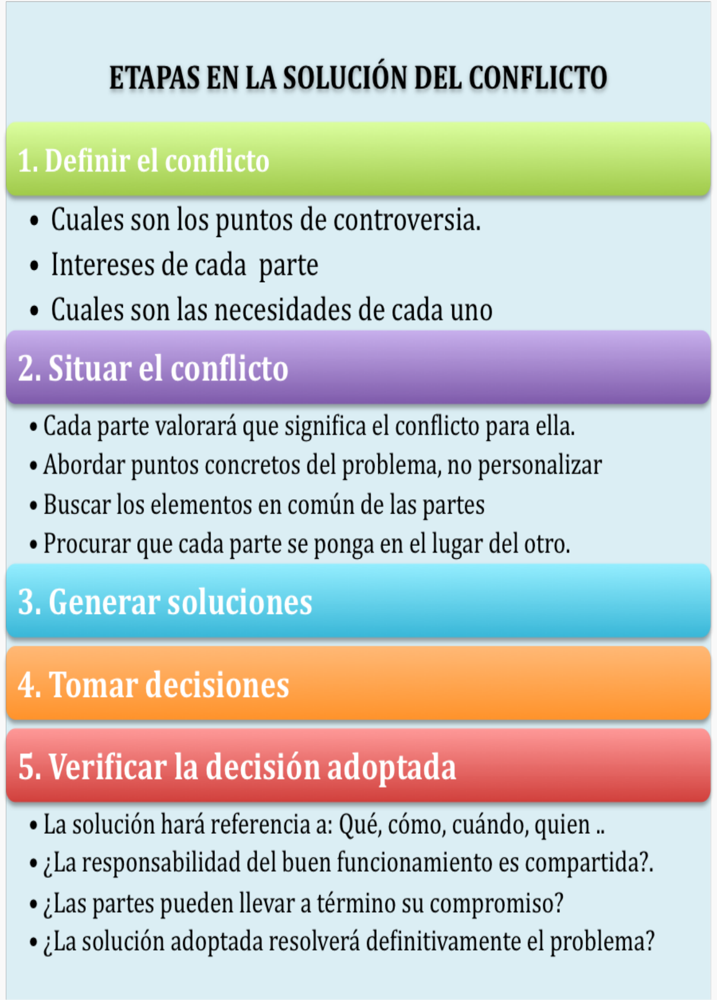 ETAPAS EN LA SOLUCIÓN DEL CONFLICTO
1. Definir el conflicto
• Cuales son los puntos de controversia.
• Intereses de cada  parte
• Cuales son las necesidades de cada uno
2. Situar el conflicto
• Cada parte valorará que significa el conflicto para ella.
• Abordar puntos concretos del problema, no personalizar
• Buscar los elementos en común de las partes
• Procurar que cada parte se ponga en el lugar del otro.
3. Generar soluciones
4. Tomar decisiones
5. Verificar la decisión adoptada
• La solución hará referencia a: Qué, cómo, cuándo, quien ..
• ¿La responsabilidad del buen funcionamiento es compartida?.
• ¿Las partes pueden llevar a término su compromiso?
• ¿La solución adoptada resolverá definitivamente el problema?